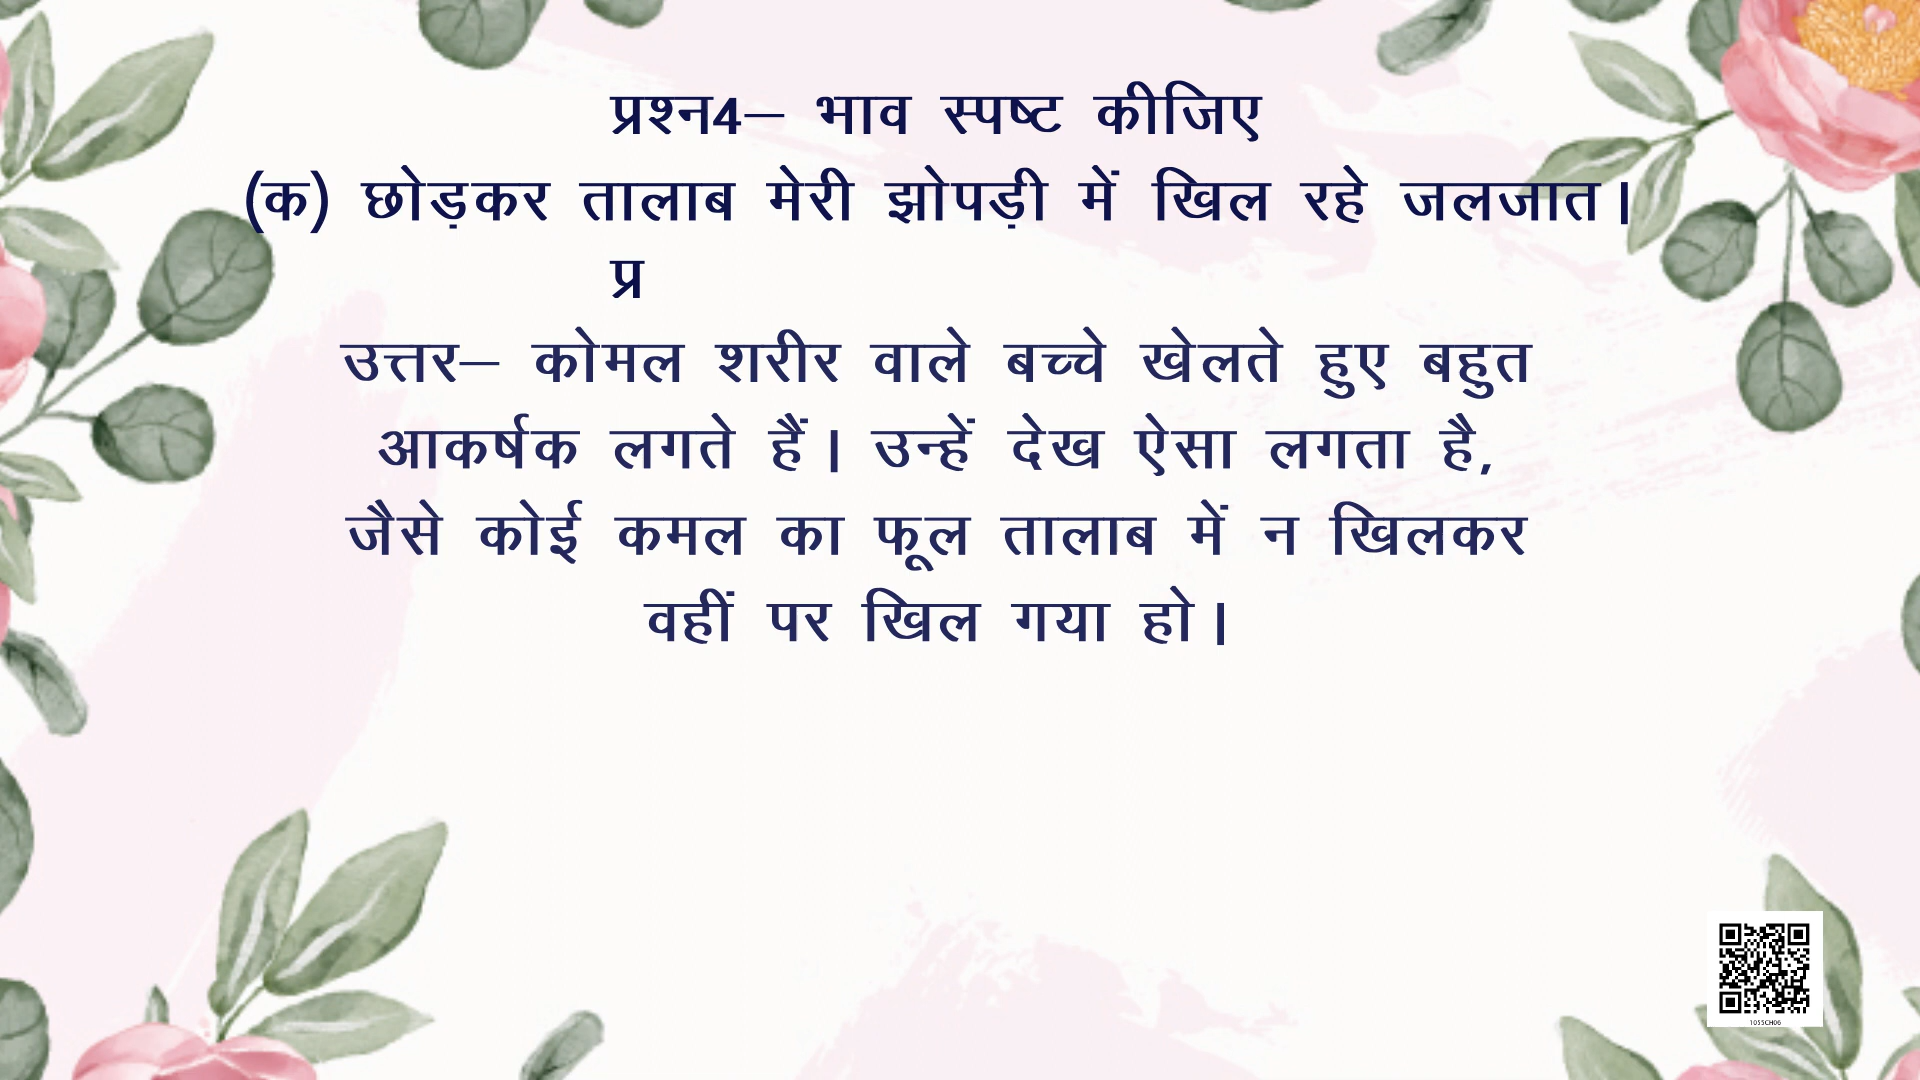 प्रश्न4– भाव स्पष्ट कीजिए
(क) छोड़कर तालाब मेरी झोपड़ी में खिल रहे जलजात।
प्र
उत्तर– कोमल शरीर वाले बच्चे खेलते हुए बहुत
आकर्षक लगते हैं। उन्हें देख ऐसा लगता है,
जैसे कोई कमल का फूल तालाब में न खिलकर
वहीं पर खिल गया हो।
1055CH06